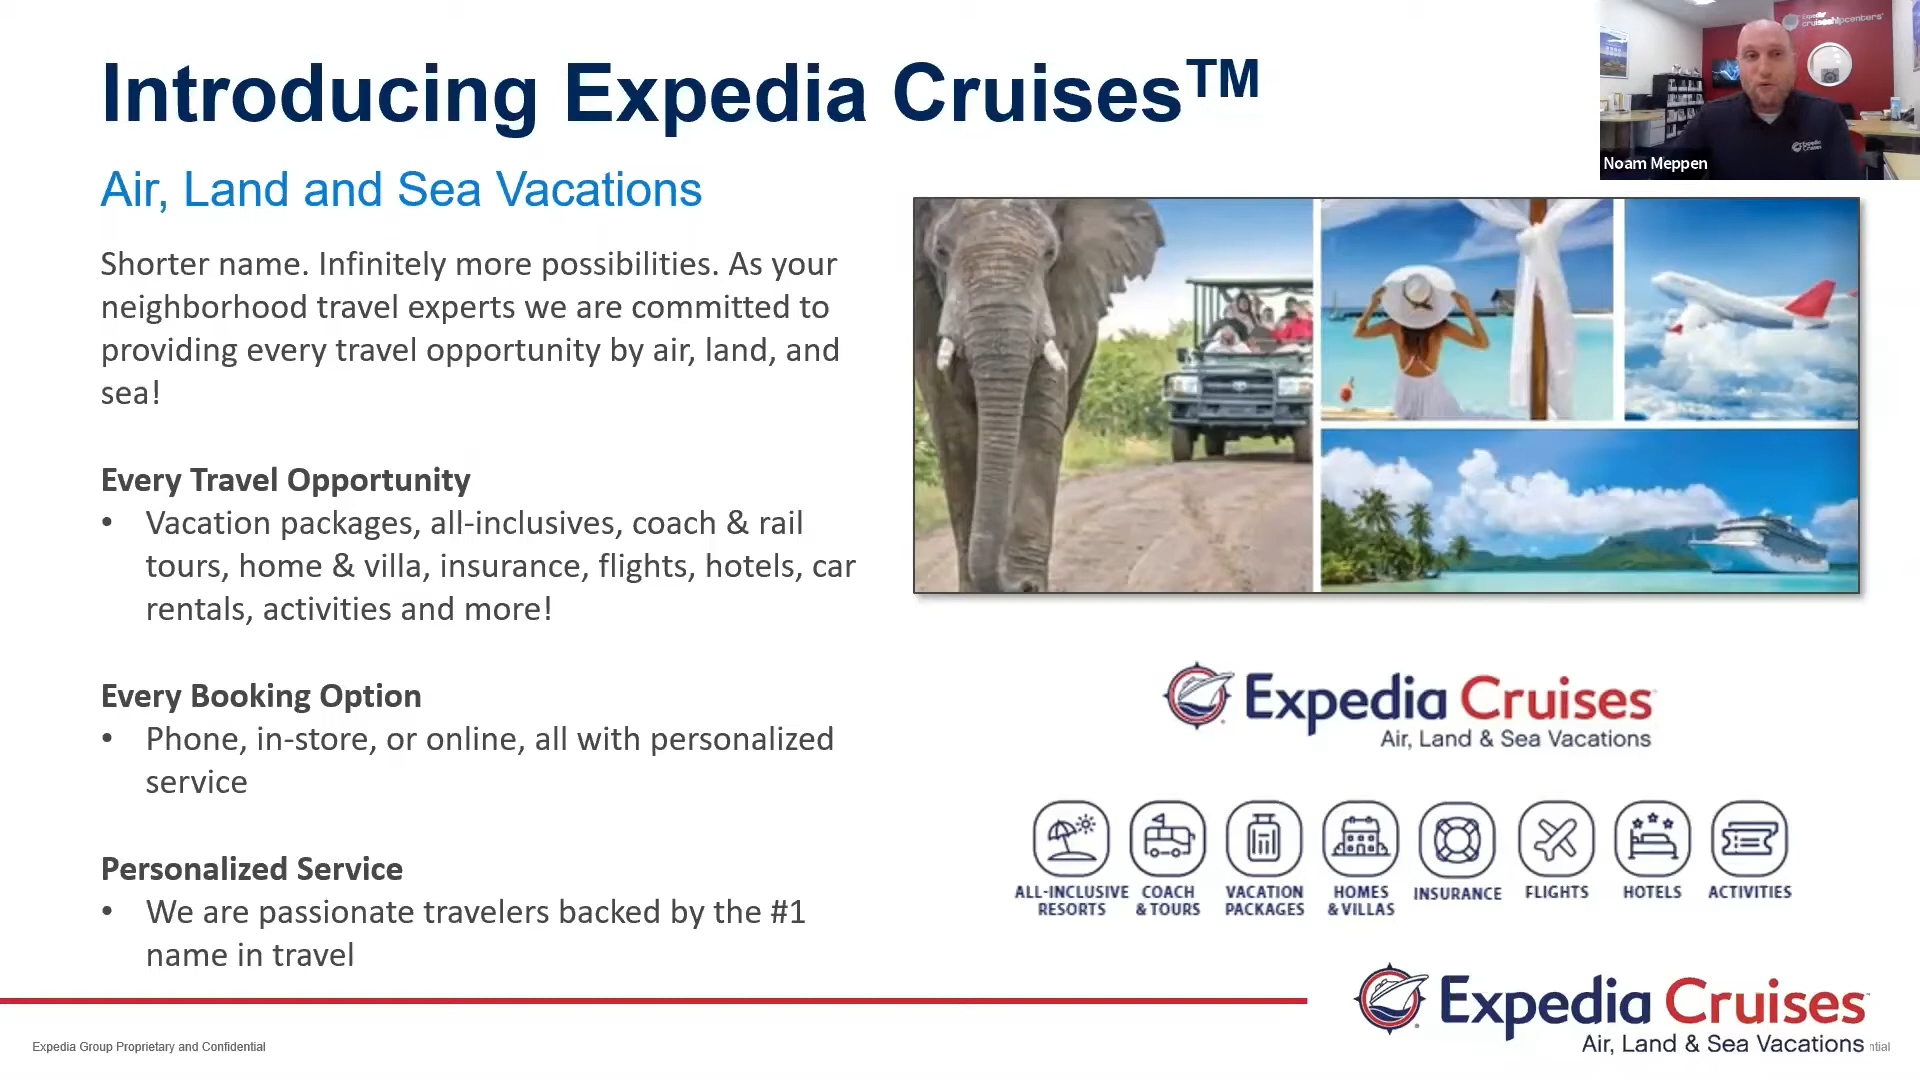 Introducing Expedia Cruises™
Air, Land and Sea Vacations
Shorter name. Infinitely more possibilities. As your
neighborhood travel experts we are committed to
providing every travel opportunity by air, land, and
sea!
Every Travel Opportunity
• Vacation packages, all-inclusives, coach & rail
tours, home & villa, insurance, flights, hotels, car
rentals, activities and more!
Every Booking Option
• Phone, in-store, or online, all with personalized
service
Personalized Service
• We are passionate travelers backed by the #1
name in travel
Noam Meppen
Expedia
Cruises
Expedia Cruises
Air, Land & Sea Vacations
ALL-INCLUSIVE
RESORTS
COACH
& TOURS
VACATION
PACKAGES
HOMES
& VILLAS
INSURANCE
FLIGHTS
HOTELS
ACTIVITIES
Expedia Cruises™
Air, Land & Sea Vacations
Expedia Group Proprietary and Confidential
ntial